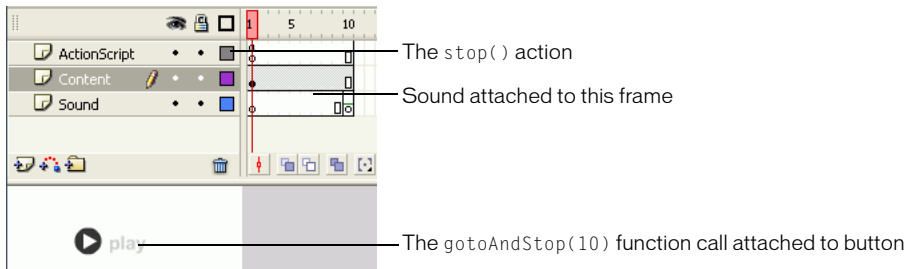 1 5 10
ActionScript
The stop() action
Content
Sound attached to this frame
Sound
play
The gotoAndStop(10) function call attached to button